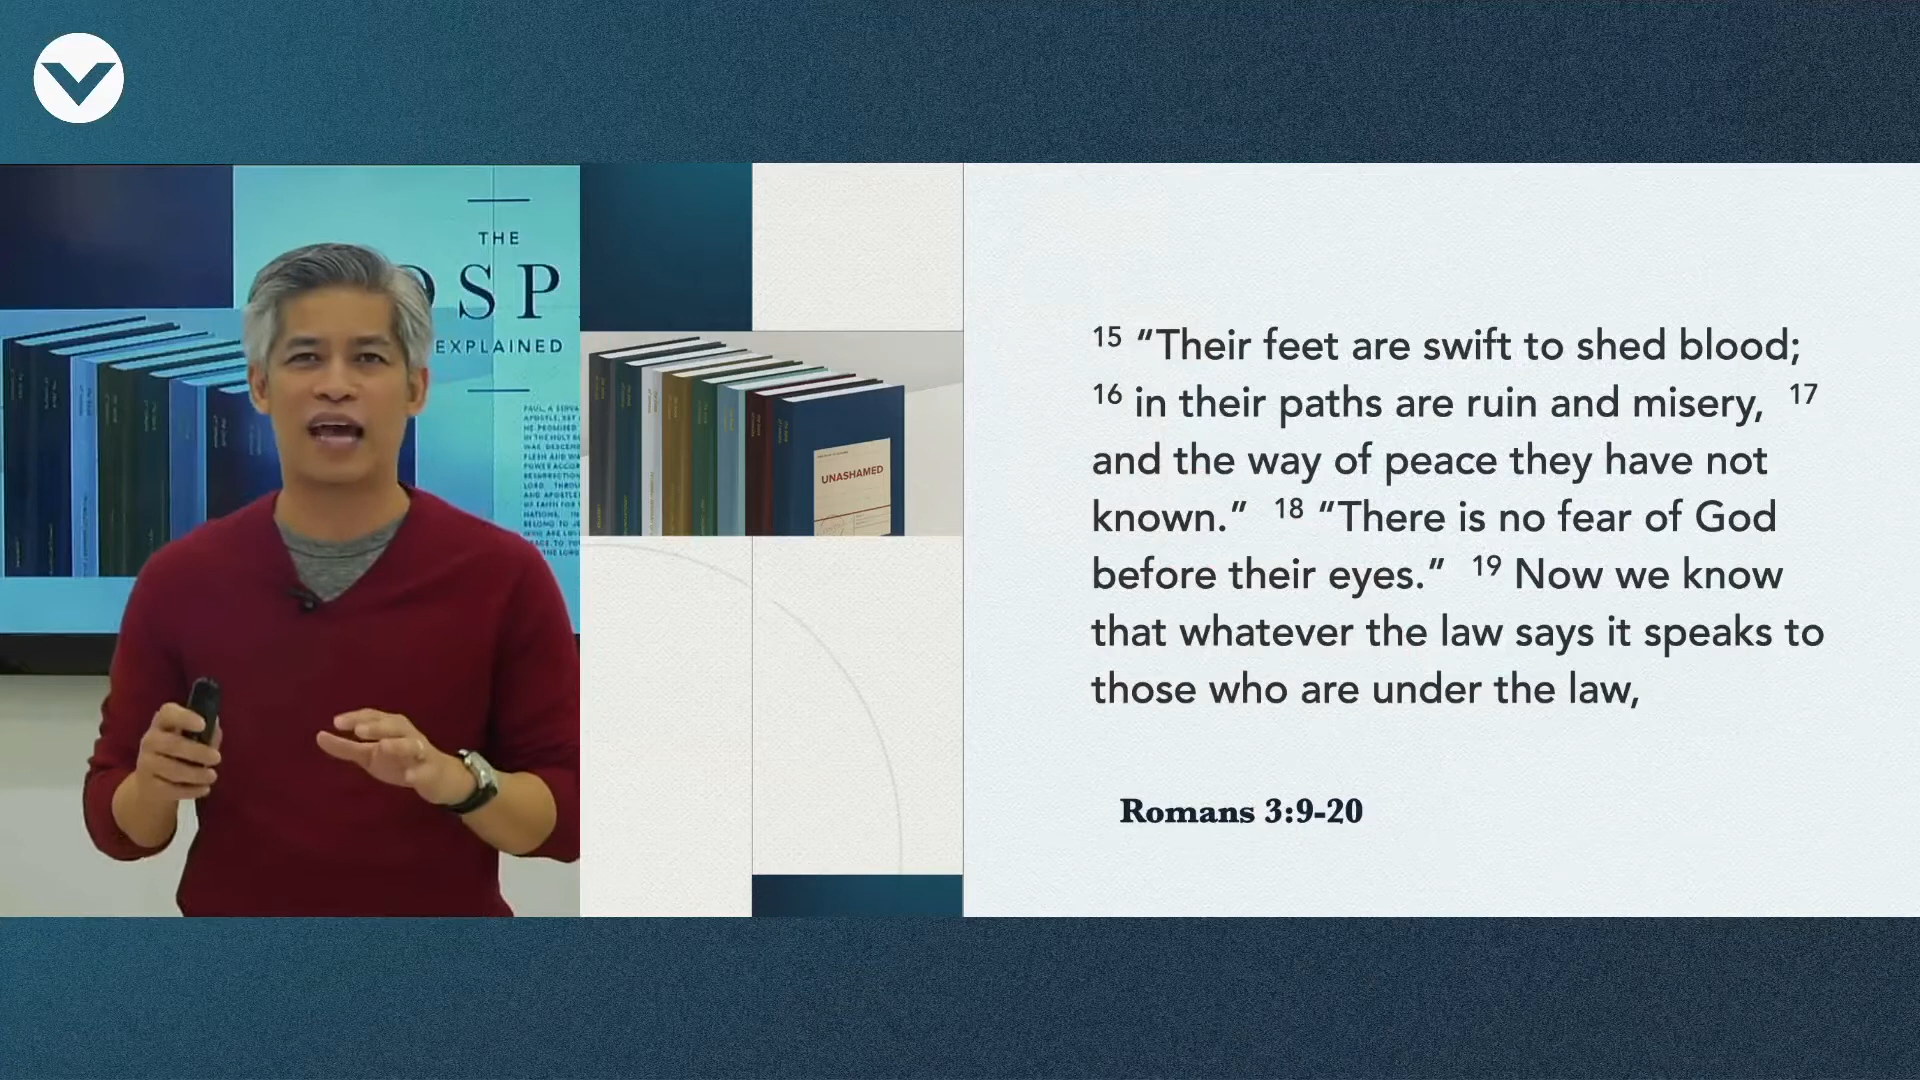 THE
OSP
EXPLAINED
UNASHAMED
15 “Their feet are swift to shed blood;
16 in their paths are ruin and misery, 17
and the way of peace they have not
known.” 18 “There is no fear of God
before their eyes.” 19 Now we know
that whatever the law says it speaks to
those who are under the law,
Romans 3:9-20